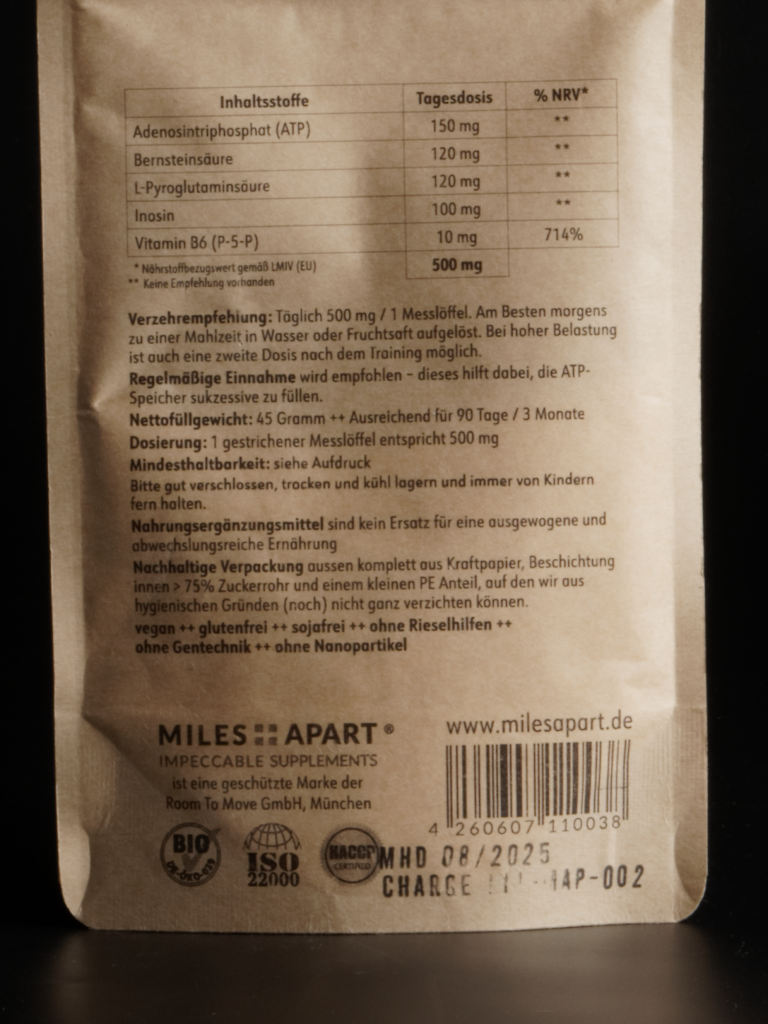 Inhaltsstoffe Tagesdosis % NRV*
Adenosintriphosphat (ATP) 150 mg **
Bernsteinsäure 120 mg **
L-Pyroglutaminsäure 120 mg **
Inosin 100 mg **
Vitamin B6 (P-5-P) 10 mg 714%
* Nährstoffbezugswert gemäß LMIV (EU) 500 mg
** Keine Empfehlung vorhanden
Verzehrempfehlung: Täglich 500 mg / 1 Messlöffel. Am Besten morgens
zu einer Mahlzeit in Wasser oder Fruchtsaft aufgelöst. Bei hoher Belastung
ist auch eine zweite Dosis nach dem Training möglich.
Regelmäßige Einnahme wird empfohlen – dieses hilft dabei, die ATP-
Speicher sukzessive zu füllen.
Nettofüllgewicht: 45 Gramm ++ Ausreichend für 90 Tage / 3 Monate
Dosierung: 1 gestrichener Messlöffel entspricht 500 mg
Mindesthaltbarkeit: siehe Aufdruck
Bitte gut verschlossen, trocken und kühl lagern und immer von Kindern
fern halten.
Nahrungsergänzungsmittel sind kein Ersatz für eine ausgewogene und
abwechslungsreiche Ernährung
Nachhaltige Verpackung aussen komplett aus Kraftpapier, Beschichtung
innen > 75% Zuckerrohr und einem kleinen PE Anteil, auf den wir aus
hygienischen Gründen (noch) nicht ganz verzichten können.
vegan ++ glutenfrei ++ sojafrei ++ ohne Rieselhilfen ++
ohne Gentechnik ++ ohne Nanopartikel
MILES APART®
IMPECCABLE SUPPLEMENTS
ist eine geschützte Marke der
Room To Move GmbH, München
www.milesapart.de
4 260607 110038
BIO
ISO
22000
HACCP
CERTIFIED
MHD 08/2025
CHARGE AP-002